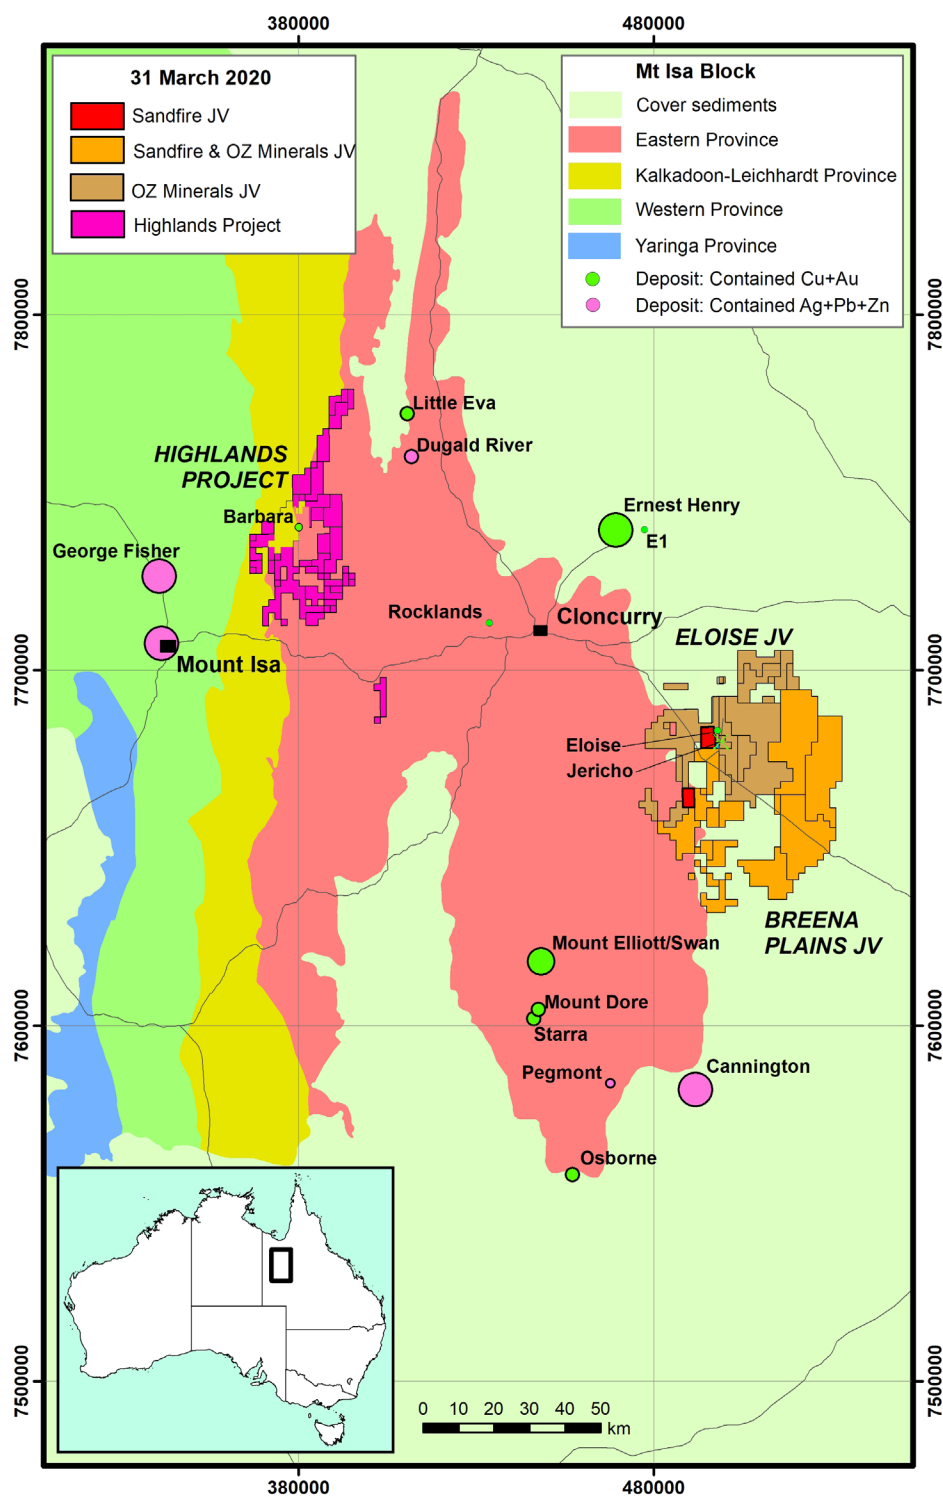 380000
480000
31 March 2020
Sandfire JV
Sandfire & OZ Minerals JV
OZ Minerals JV
Highlands Project
Mt Isa Block
Cover sediments
Eastern Province
Kalkadoon-Leichhardt Province
Western Province
Yaringa Province
Deposit: Contained Cu+Au
Deposit: Contained Ag+Pb+Zn
7800000
7800000
Little Eva
Dugald River
HIGHLANDS
PROJECT
Barbara
Ernest Henry
E1
George Fisher
Rocklands
Cloncurry
ELOISE JV
Mount Isa
7700000
7700000
Eloise
Jericho
BREENA
PLAINS JV
Mount Elliott/Swan
Mount Dore
Starra
7600000
7600000
Pegmont
Cannington
Osborne
7500000
7500000
0 10 20 30 40 50
km
380000
480000